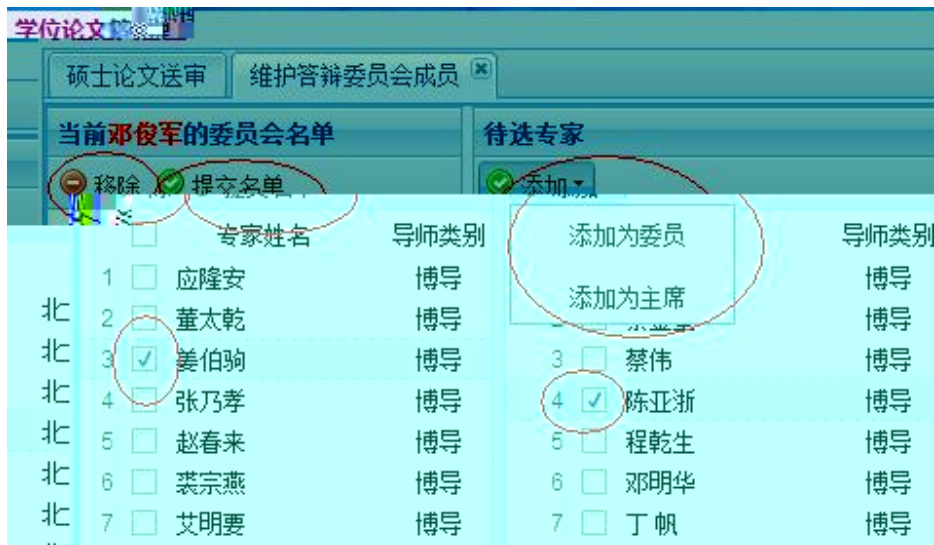 学位论文
硕士论文送审 维护答辩委员会成员
当前邓俊军的委员会名单 待选专家
移除 提交名单 添加
专家姓名 导师类别 添加为委员 导师类别
1 应隆安 博导 博导
添加为主席
北 2 董太乾 博导 博导
北 3 姜伯驹 博导 3 蔡伟 博导
北 4 张乃孝 博导 4 陈亚浙 博导
北 5 赵春来 博导 5 程乾生 博导
北 6 裘宗燕 博导 6 邓明华 博导
北 7 艾明要 博导 7 丁帆 博导